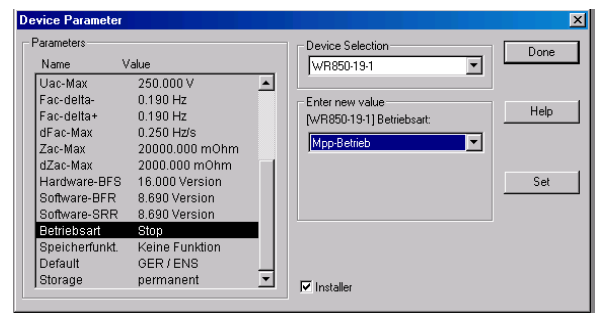 Device Parameter
Parameters
Name Value
Uac-Max 250.000 V
Fac-delta- 0.190 Hz
Fac-delta+ 0.190 Hz
dFac-Max 0.250 Hz/s
Zac-Max 20000.000 mOhm
dZac-Max 2000.000 mOhm
Hardware-BFS 16.000 Version
Software-BFR 8.690 Version
Software-SRR 8.690 Version
Betriebsart Stop
Speicherfunkt. Keine Funktion
Default GER / ENS
Storage permanent
Device Selection
WR850-19-1
Enter new value
[WR850-19-1] Betriebsart:
Mpp-Betrieb
Installer
Done
Help
Set